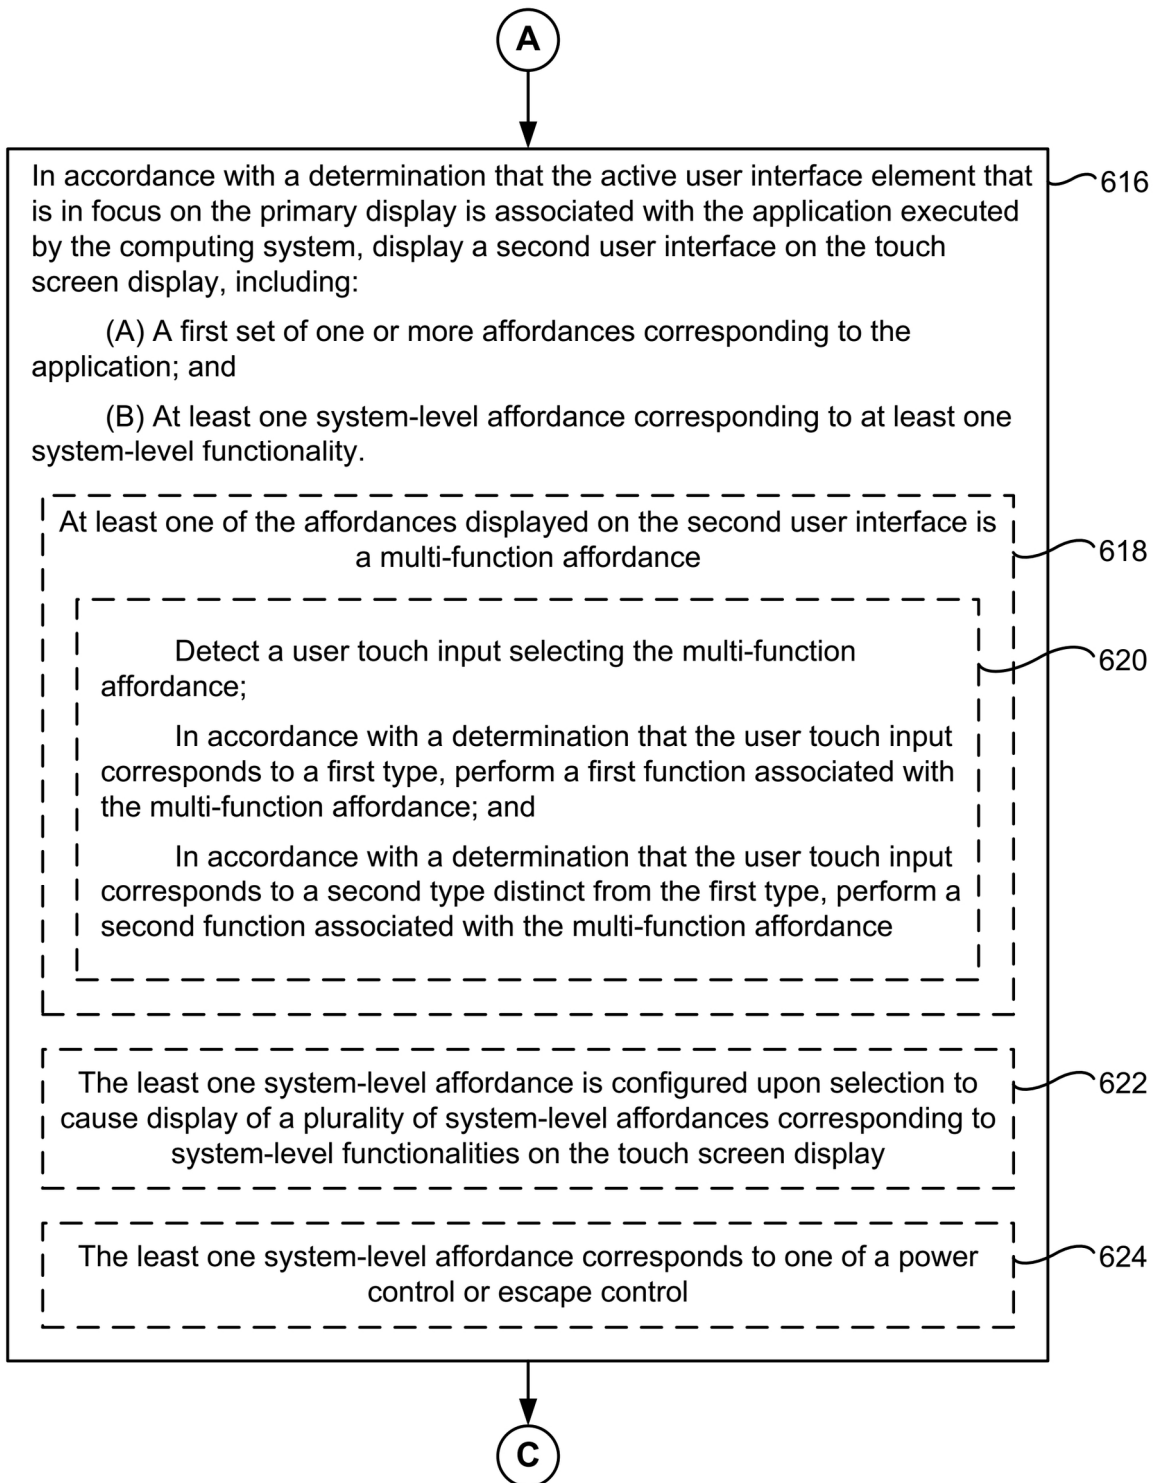 A
In accordance with a determination that the active user interface element that
is in focus on the primary display is associated with the application executed
by the computing system, display a second user interface on the touch
screen display, including:
(A) A first set of one or more affordances corresponding to the
application; and
(B) At least one system-level affordance corresponding to at least one
system-level functionality.
616
At least one of the affordances displayed on the second user interface is
a multi-function affordance
618
Detect a user touch input selecting the multi-function
affordance;
In accordance with a determination that the user touch input
corresponds to a first type, perform a first function associated with
the multi-function affordance; and
In accordance with a determination that the user touch input
corresponds to a second type distinct from the first type, perform a
second function associated with the multi-function affordance
620
The least one system-level affordance is configured upon selection to
cause display of a plurality of system-level affordances corresponding to
system-level functionalities on the touch screen display
622
The least one system-level affordance corresponds to one of a power
control or escape control
624
C